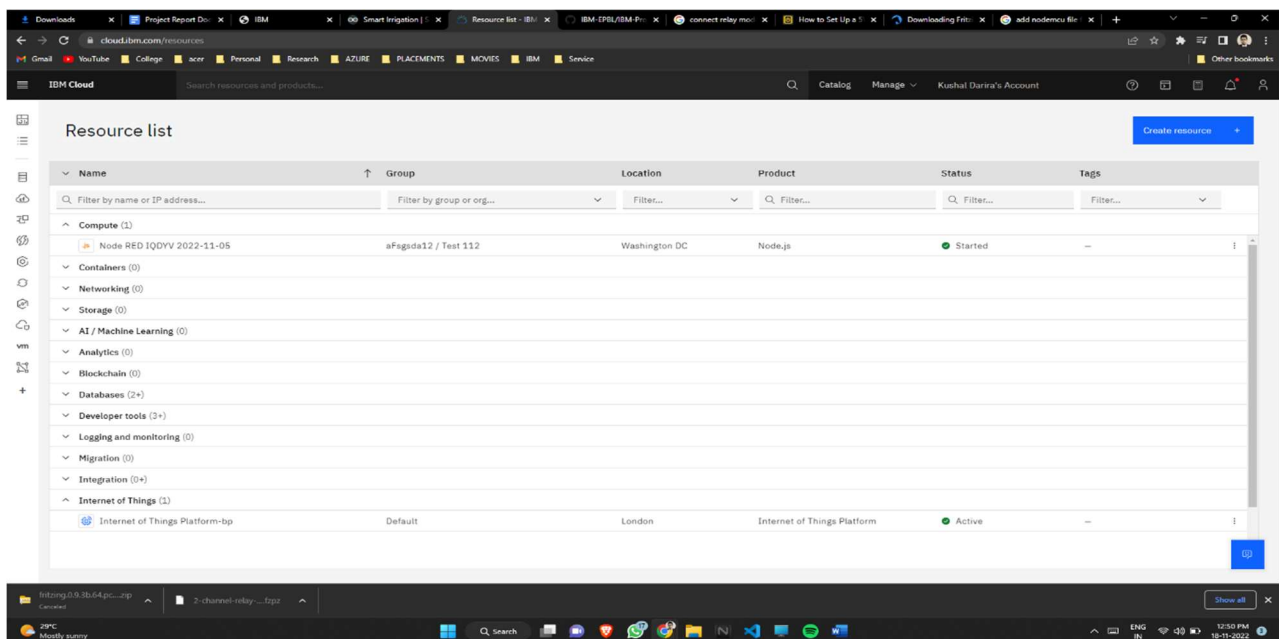 Downloads Project Report Do IBM Smart Irrigation | S Resource list - IBM IBM-EPBL/IBM-Pro connect relay mod How to Set Up a 5 Downloading Fritz add nodemcu file
cloud.ibm.com/resources
Gmail YouTube College acer Personal Research AZURE PLACEMENTS MOVIES IBM Service Other bookmarks
IBM Cloud Search resources and products... Catalog Manage Kushal Darira's Account
Resource list Create resource +
Name Group Location Product Status Tags
Filter by name or IP address... Filter by group or org... Filter... Filter... Filter... Filter...
Compute (1)
Js Node RED IQDYV 2022-11-05 aFsgsda12 / Test 112 Washington DC Node.js Started –
Containers (0)
Networking (0)
Storage (0)
AI / Machine Learning (0)
Analytics (0)
vm
Blockchain (0)
Databases (2+)
Developer tools (3+)
Logging and monitoring (0)
Migration (0)
Integration (0+)
Internet of Things (1)
Internet of Things Platform-bp Default London Internet of Things Platform Active –
fritzing.0.9.3b.64.pc....zip 2-channel-relay-....fzpz Show all
Canceled
29°C Search ENG 12:50 PM
Mostly sunny IN 18-11-2022